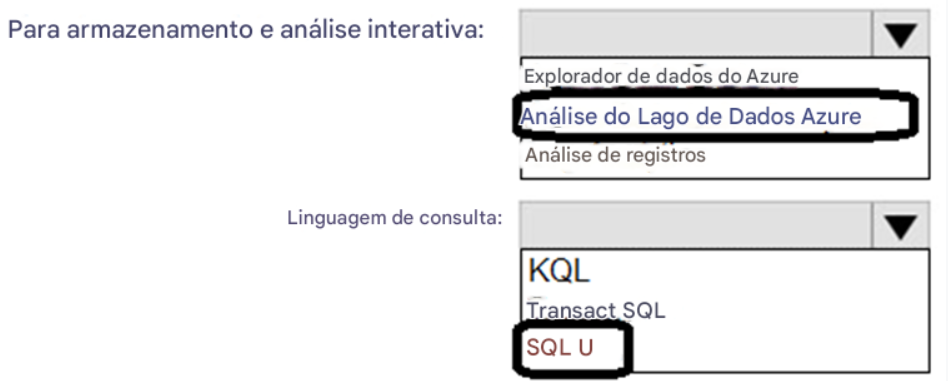 Para armazenamento e análise interativa:
Explorador de dados do Azure
Análise do Lago de Dados Azure
Análise de registros
Linguagem de consulta:
KQL
Transact SQL
SQL U